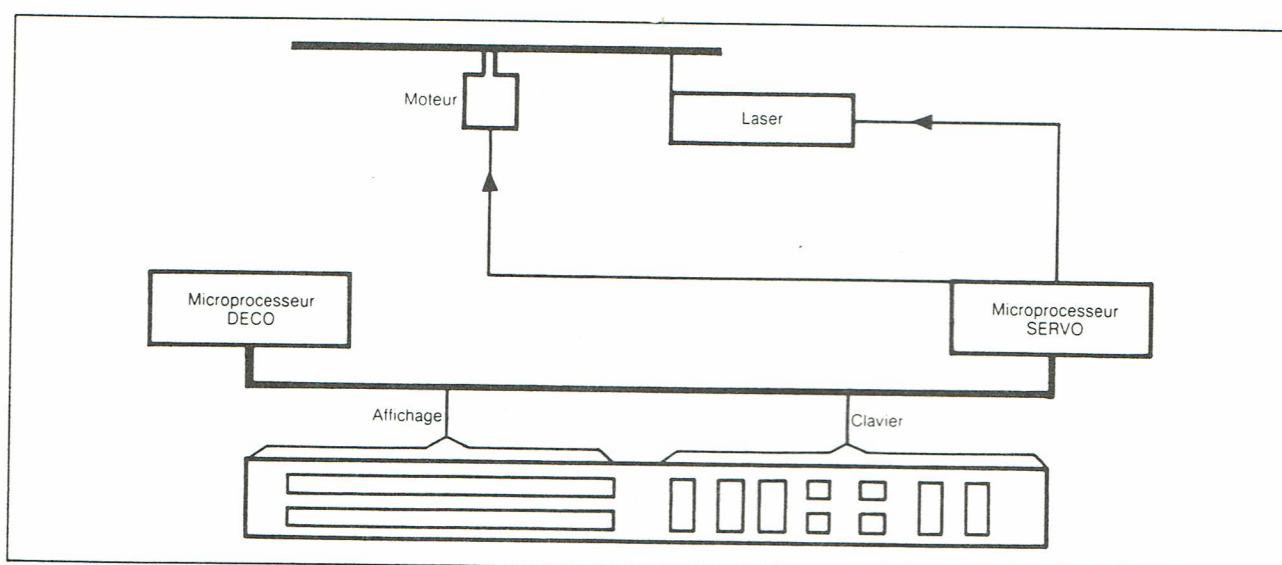 Moteur
Laser
Microprocesseur
DECO
Microprocesseur
SERVO
Affichage
Clavier